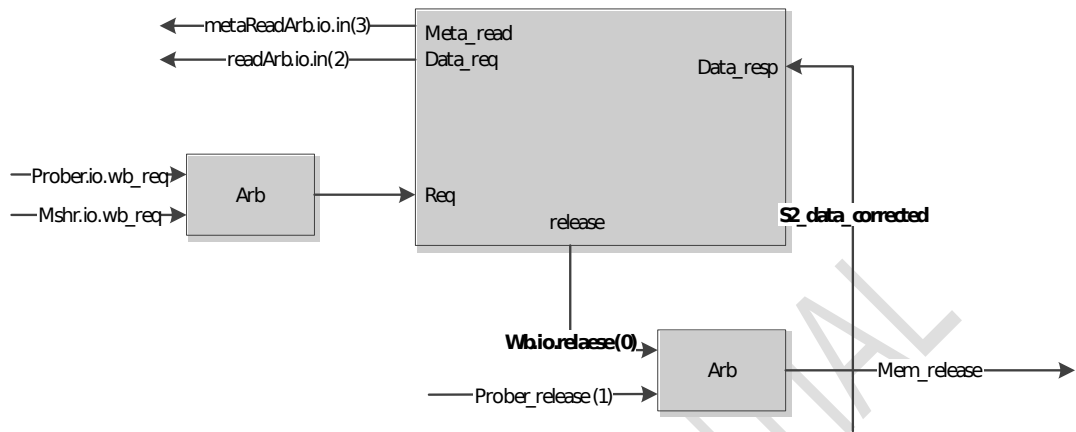 metaReadArb.io.in(3)
Meta_read
readArb.io.in(2)
Data_req
Data_resp
Prober.io.wb_req
Arb
Req
Mshr.io.wb_req
release
S2_data_corrected
Wb.io.relaese(0)
Arb
Mem_release
Prober_release (1)